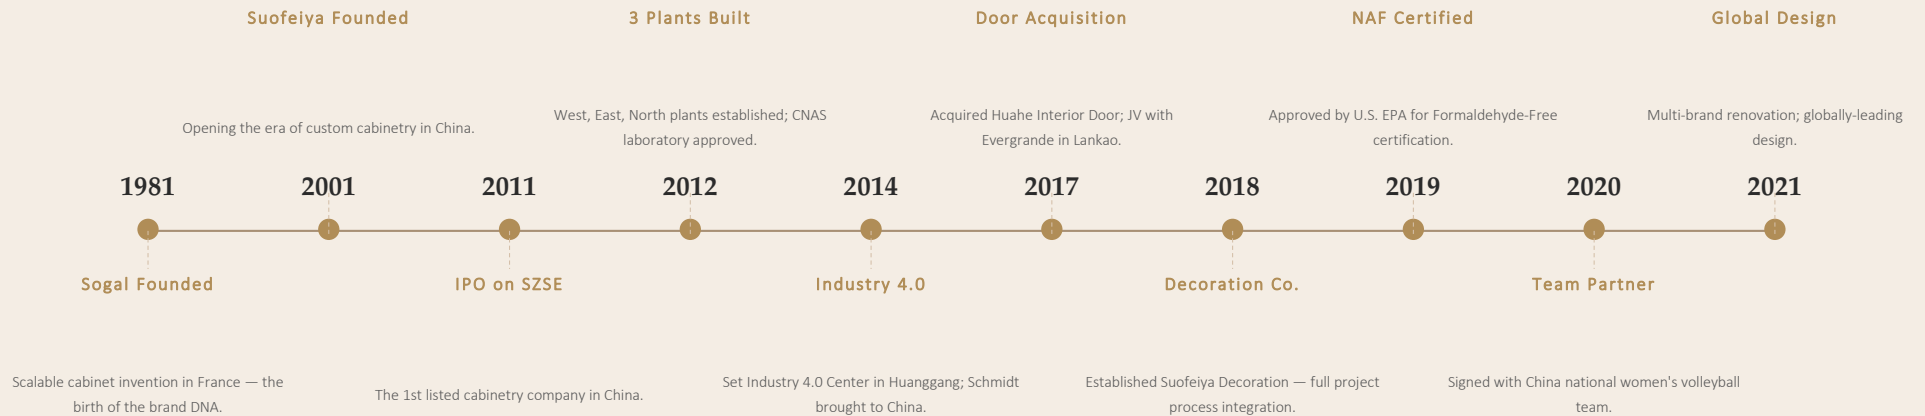 Suofeiya Founded
3 Plants Built
Door Acquisition
NAF Certified
Global Design
Opening the era of custom cabinetry in China.
West, East, North plants established; CNAS
laboratory approved.
Acquired Huahe Interior Door; JV with
Evergrande in Lankao.
Approved by U.S. EPA for Formaldehyde-Free
certification.
Multi-brand renovation; globally-leading
design.
1981
2001
2011
2012
2014
2017
2018
2019
2020
2021
Sogal Founded
IPO on SZSE
Industry 4.0
Decoration Co.
Team Partner
Scalable cabinet invention in France — the
birth of the brand DNA.
The 1st listed cabinetry company in China.
Set Industry 4.0 Center in Huanggang; Schmidt
brought to China.
Established Suofeiya Decoration — full project
process integration.
Signed with China national women's volleyball
team.